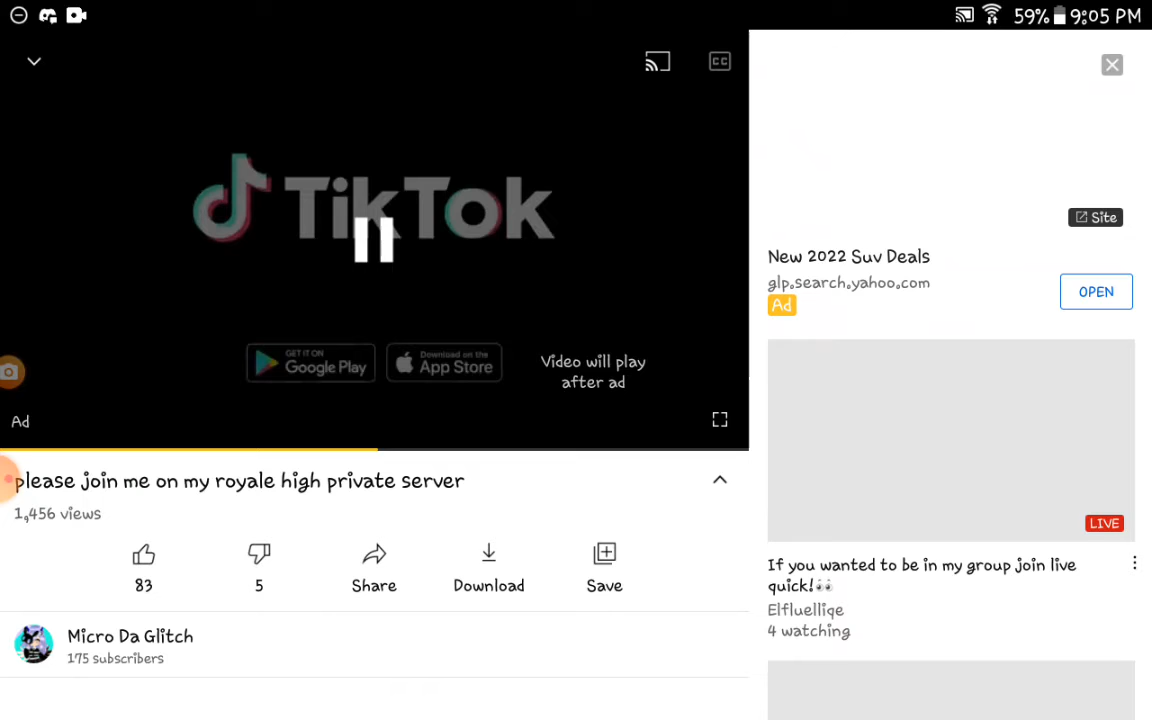 59% 9:05 PM
CC
TikTok
GET IT ON
Google Play
Download on the
App Store
Video will play
after ad
Ad
please join me on my royale high private server
1,456 views
83
5
Share
Download
Save
Micro Da Glitch
175 subscribers
Site
New 2022 Suv Deals
glp.search.yahoo.com
Ad
OPEN
LIVE
If you wanted to be in my group join live
quick!👀
Elfluelliqe
4 watching